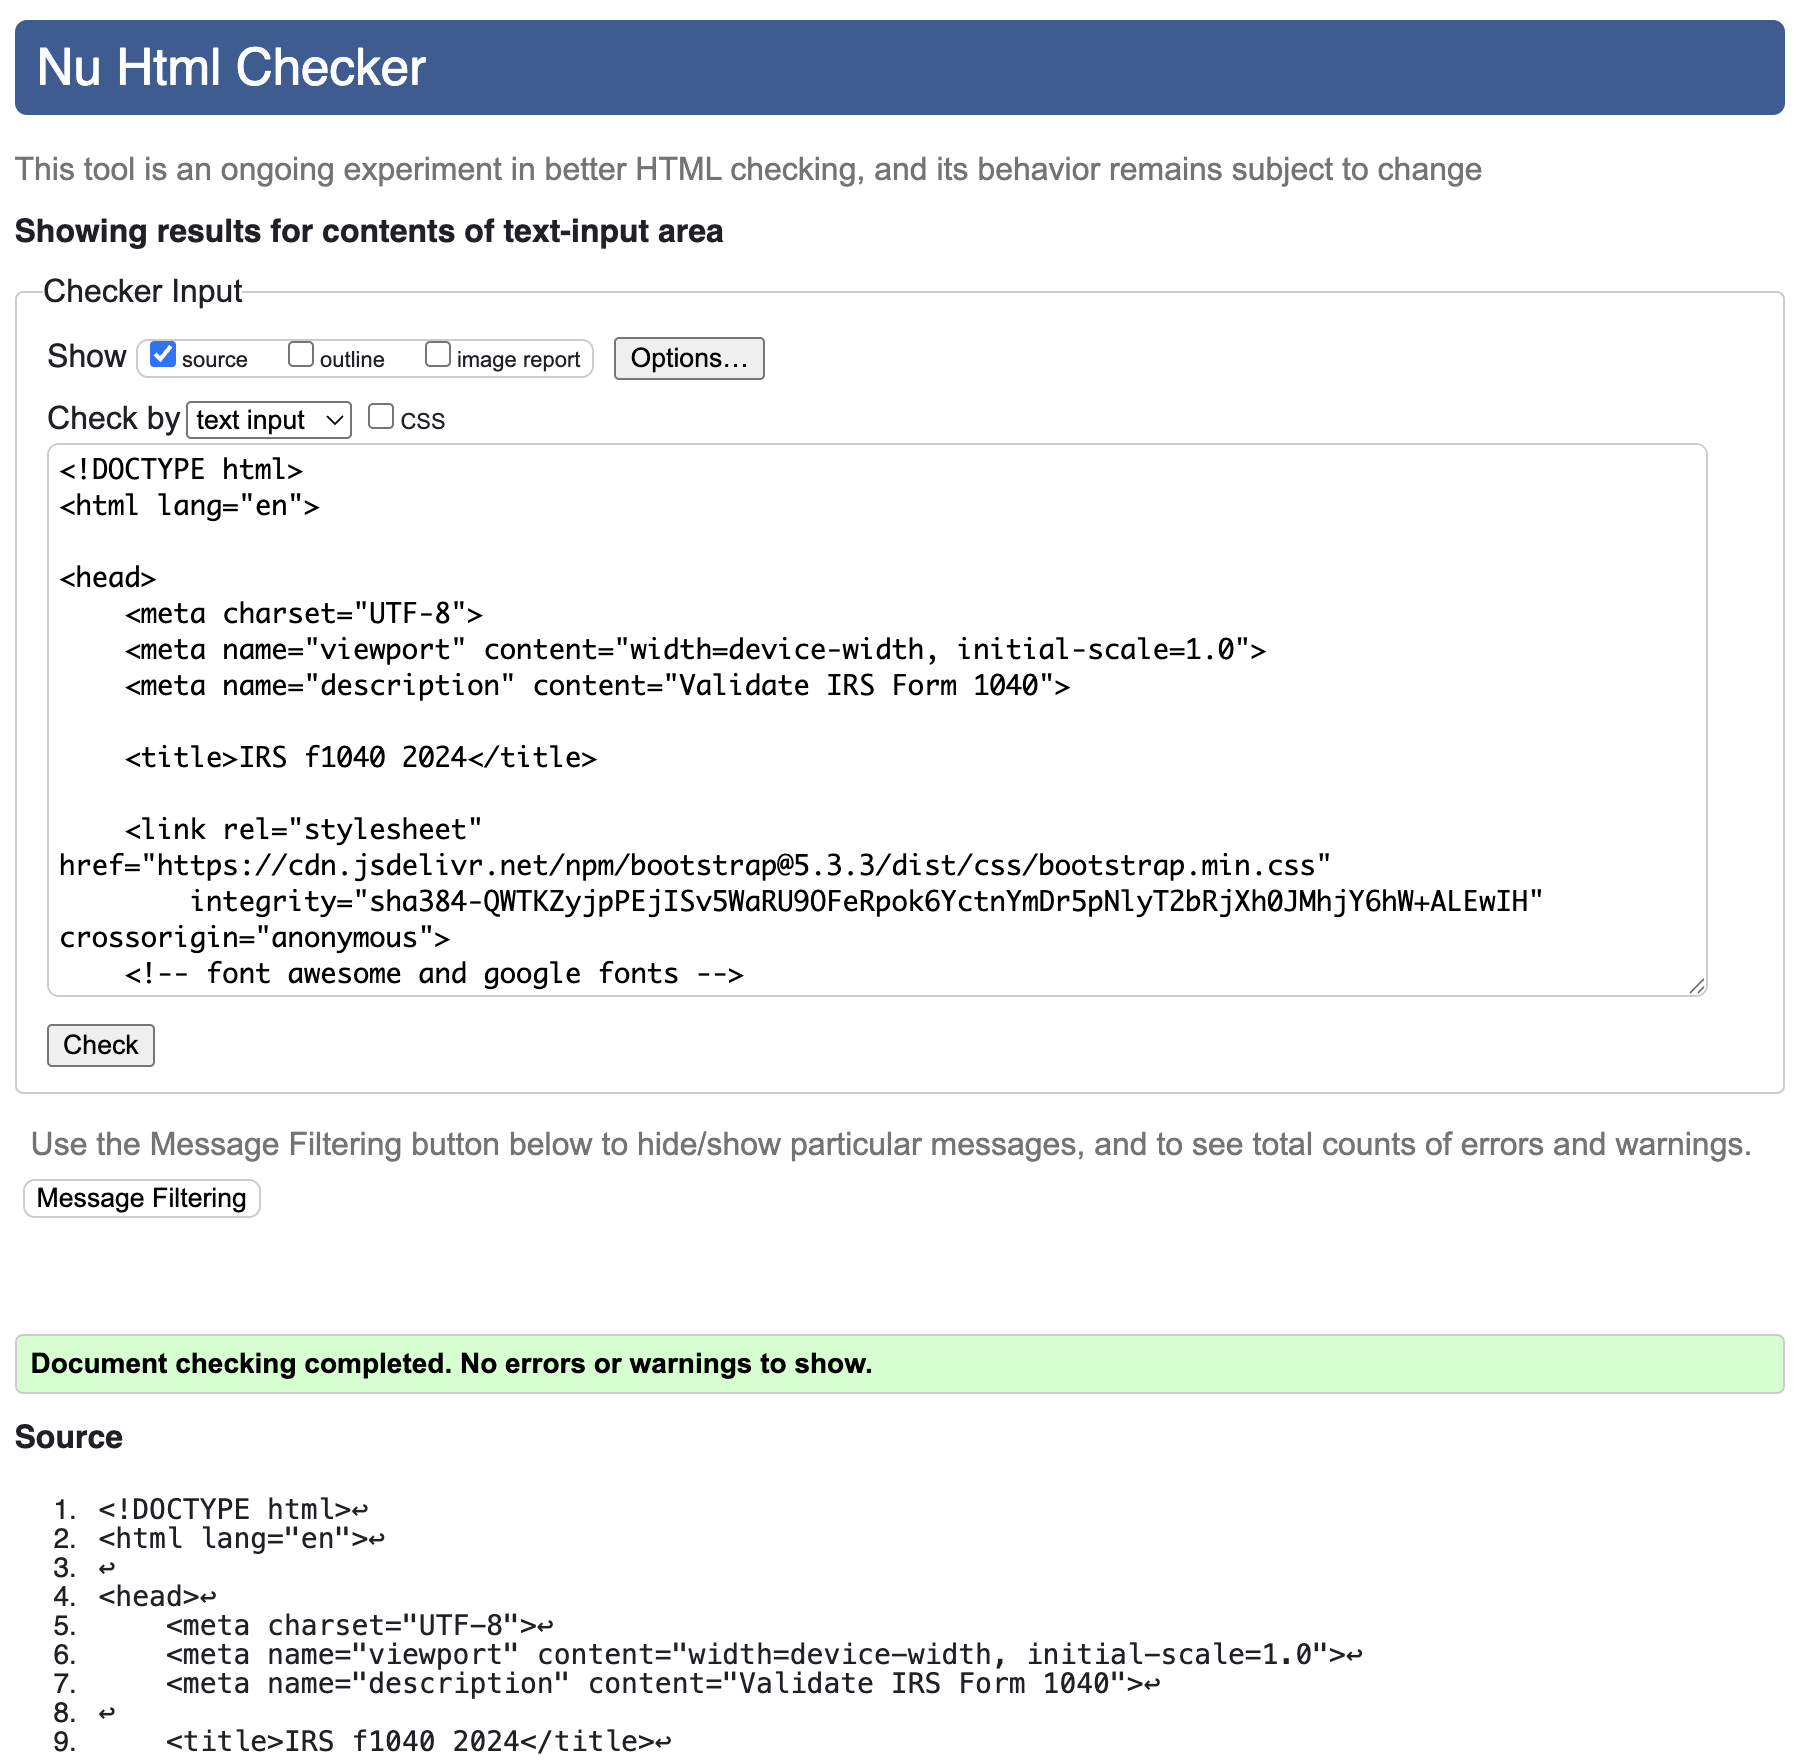 Nu Html Checker
This tool is an ongoing experiment in better HTML checking, and its behavior remains subject to change
Showing results for contents of text-input area
Checker Input
Show source outline image report Options…
Check by text input css
<!DOCTYPE html>
<html lang="en">
<head>
    <meta charset="UTF-8">
    <meta name="viewport" content="width=device-width, initial-scale=1.0">
    <meta name="description" content="Validate IRS Form 1040">
    <title>IRS f1040 2024</title>
    <link rel="stylesheet"
href="https://cdn.jsdelivr.net/npm/bootstrap@5.3.3/dist/css/bootstrap.min.css"
        integrity="sha384-QWTKZyjpPEjISv5WaRU9OFeRpok6YctnYmDr5pNlyT2bRjXh0JMhjY6hW+ALEwIH"
crossorigin="anonymous">
    <!-- font awesome and google fonts -->
Check
Use the Message Filtering button below to hide/show particular messages, and to see total counts of errors and warnings.
Message Filtering
Document checking completed. No errors or warnings to show.
Source
1. <!DOCTYPE html>↩
2. <html lang="en">↩
3. ↩
4. <head>↩
5.     <meta charset="UTF-8">↩
6.     <meta name="viewport" content="width=device-width, initial-scale=1.0">↩
7.     <meta name="description" content="Validate IRS Form 1040">↩
8. ↩
9.     <title>IRS f1040 2024</title>↩